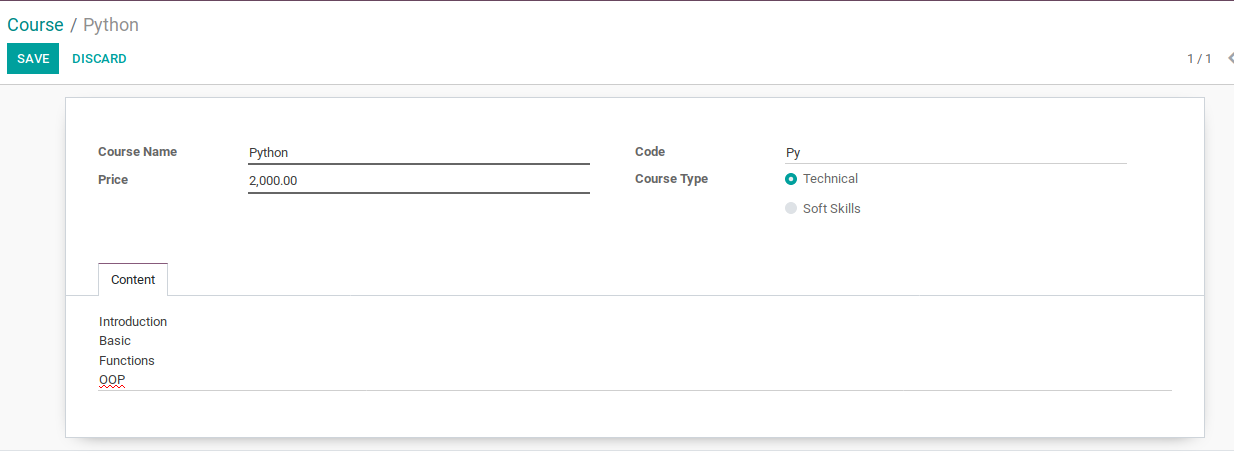 Course / Python
SAVE DISCARD 1 / 1
Course Name Python Code Py
Price 2,000.00 Course Type Technical
Soft Skills
Content
Introduction
Basic
Functions
OOP